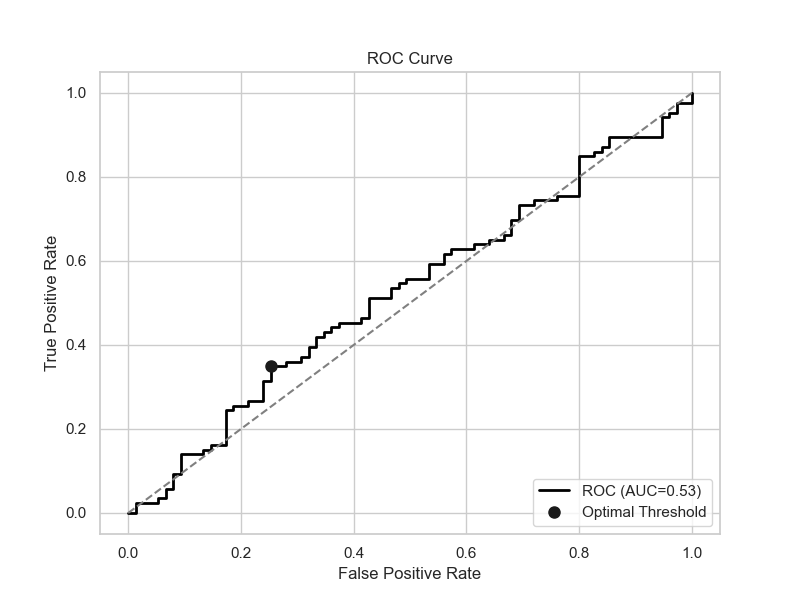 ROC Curve
1.0
0.8
0.6
0.4
0.2
0.0
True Positive Rate
0.0 0.2 0.4 0.6 0.8 1.0
False Positive Rate
ROC (AUC=0.53)
Optimal Threshold